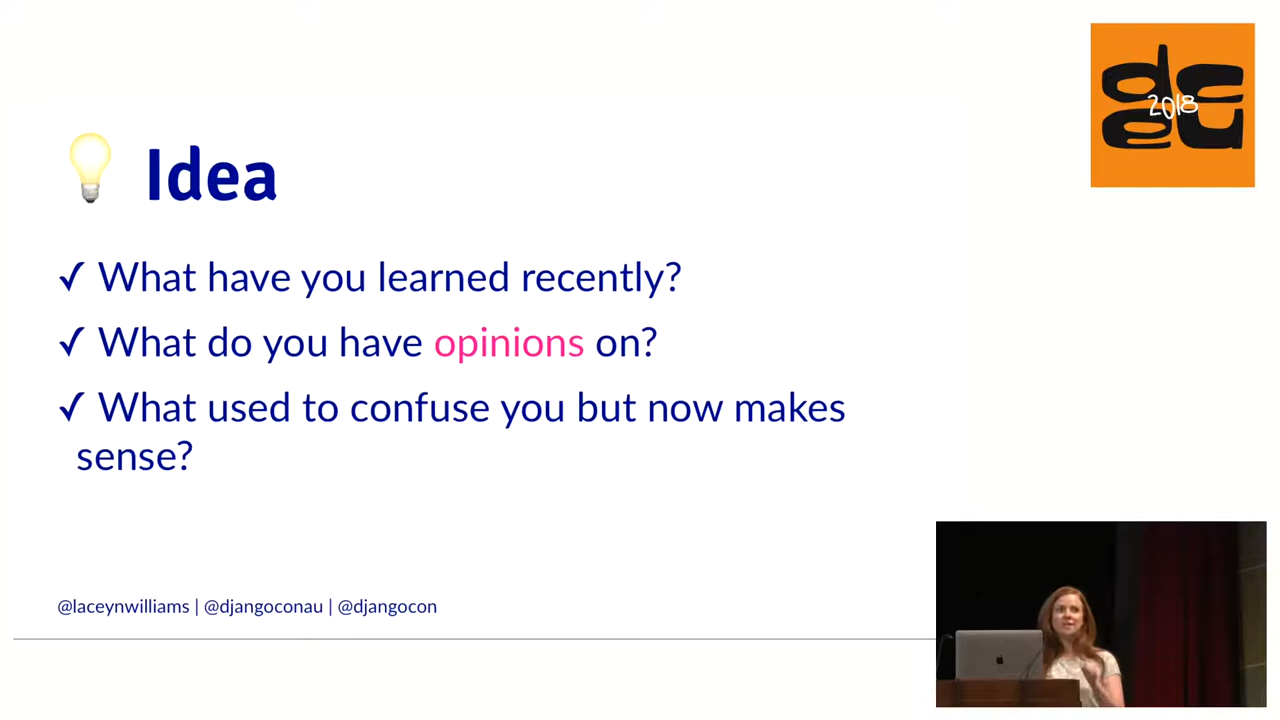 2018
💡 Idea
✓ What have you learned recently?
✓ What do you have opinions on?
✓ What used to confuse you but now makes
sense?
@laceynwilliams | @djangoconau | @djangocon